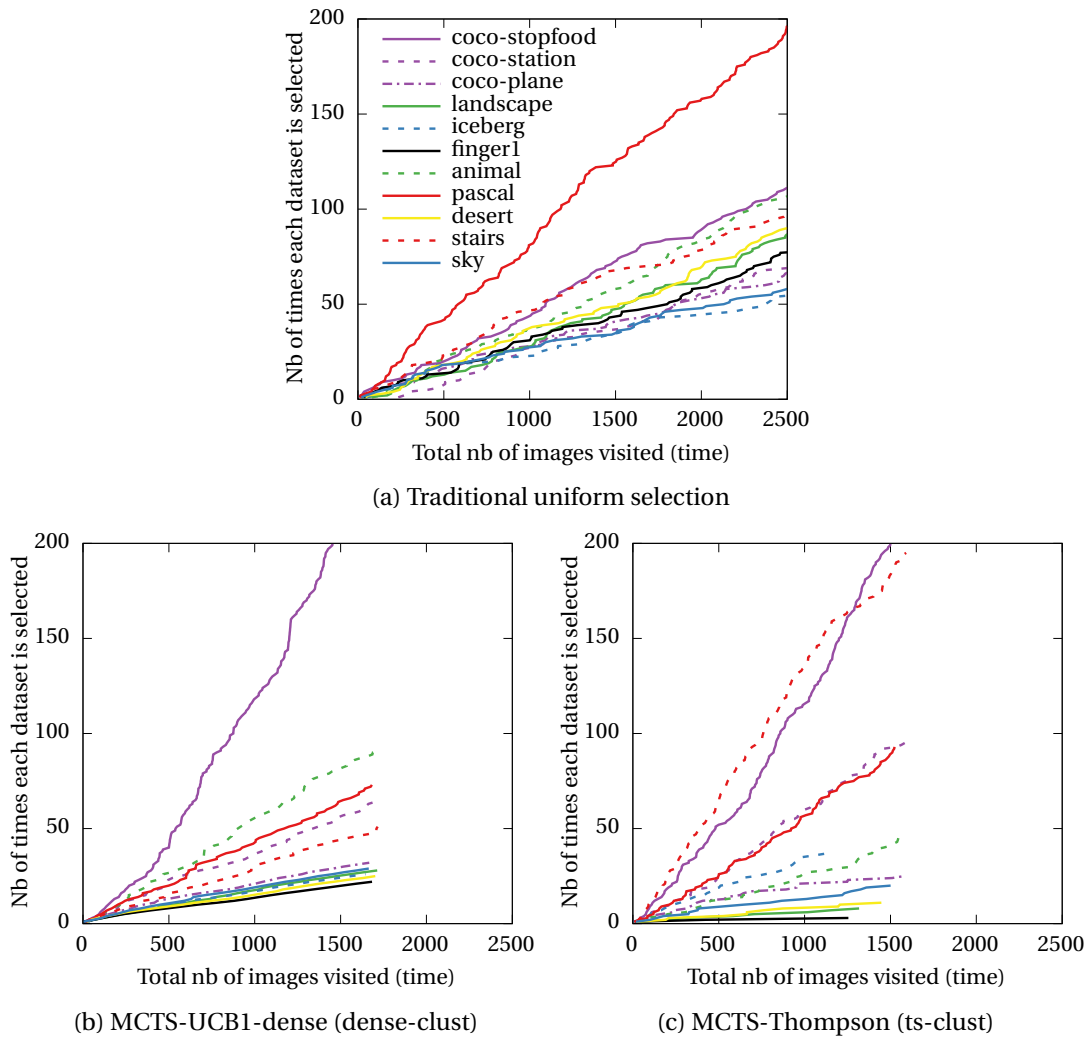 200
150
100
50
0
Nb of times each dataset is selected
coco-stopfood
coco-station
coco-plane
landscape
iceberg
finger1
animal
pascal
desert
stairs
sky
0 500 1000 1500 2000 2500
Total nb of images visited (time)
(a) Traditional uniform selection
200
150
100
50
0
Nb of times each dataset is selected
0 500 1000 1500 2000 2500
Total nb of images visited (time)
(b) MCTS-UCB1-dense (dense-clust)
200
150
100
50
0
Nb of times each dataset is selected
0 500 1000 1500 2000 2500
Total nb of images visited (time)
(c) MCTS-Thompson (ts-clust)